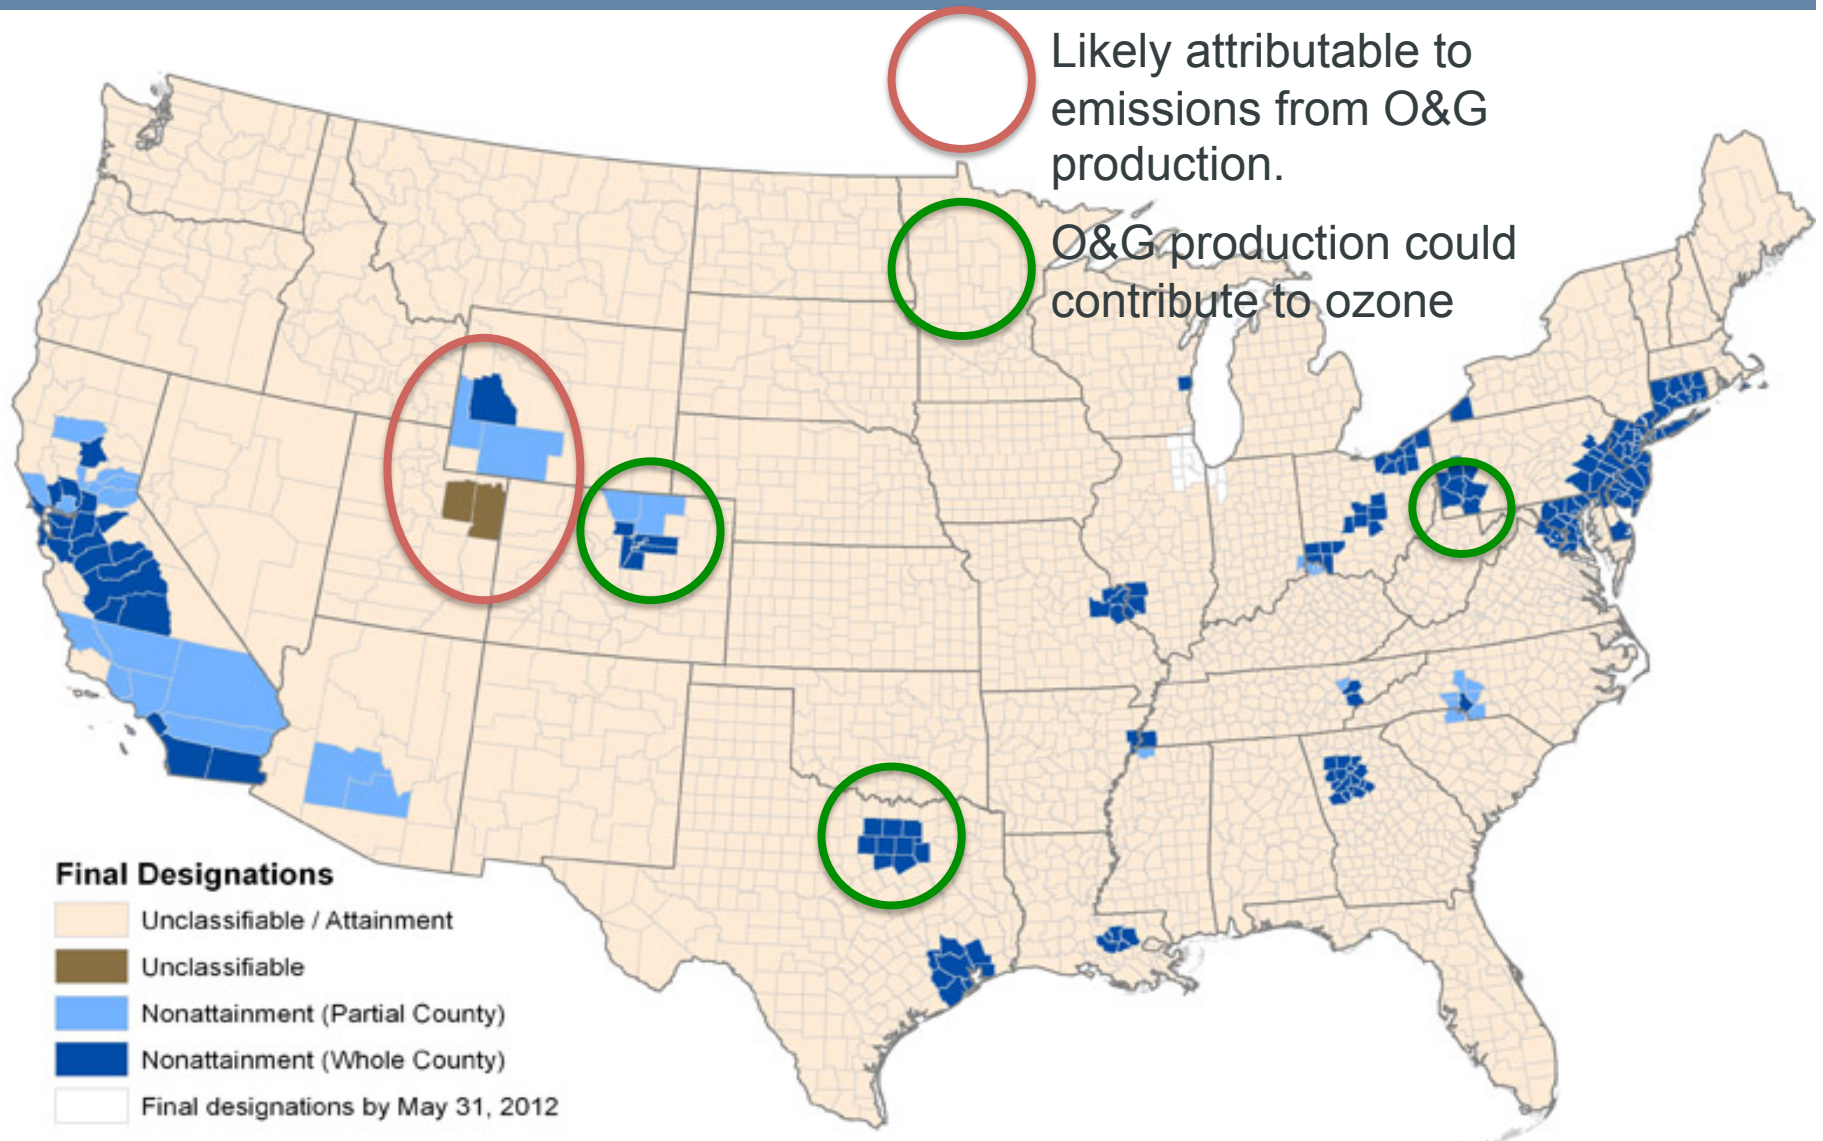 Likely attributable to
emissions from O&G
production.
O&G production could
contribute to ozone
Final Designations
Unclassifiable / Attainment
Unclassifiable
Nonattainment (Partial County)
Nonattainment (Whole County)
Final designations by May 31, 2012